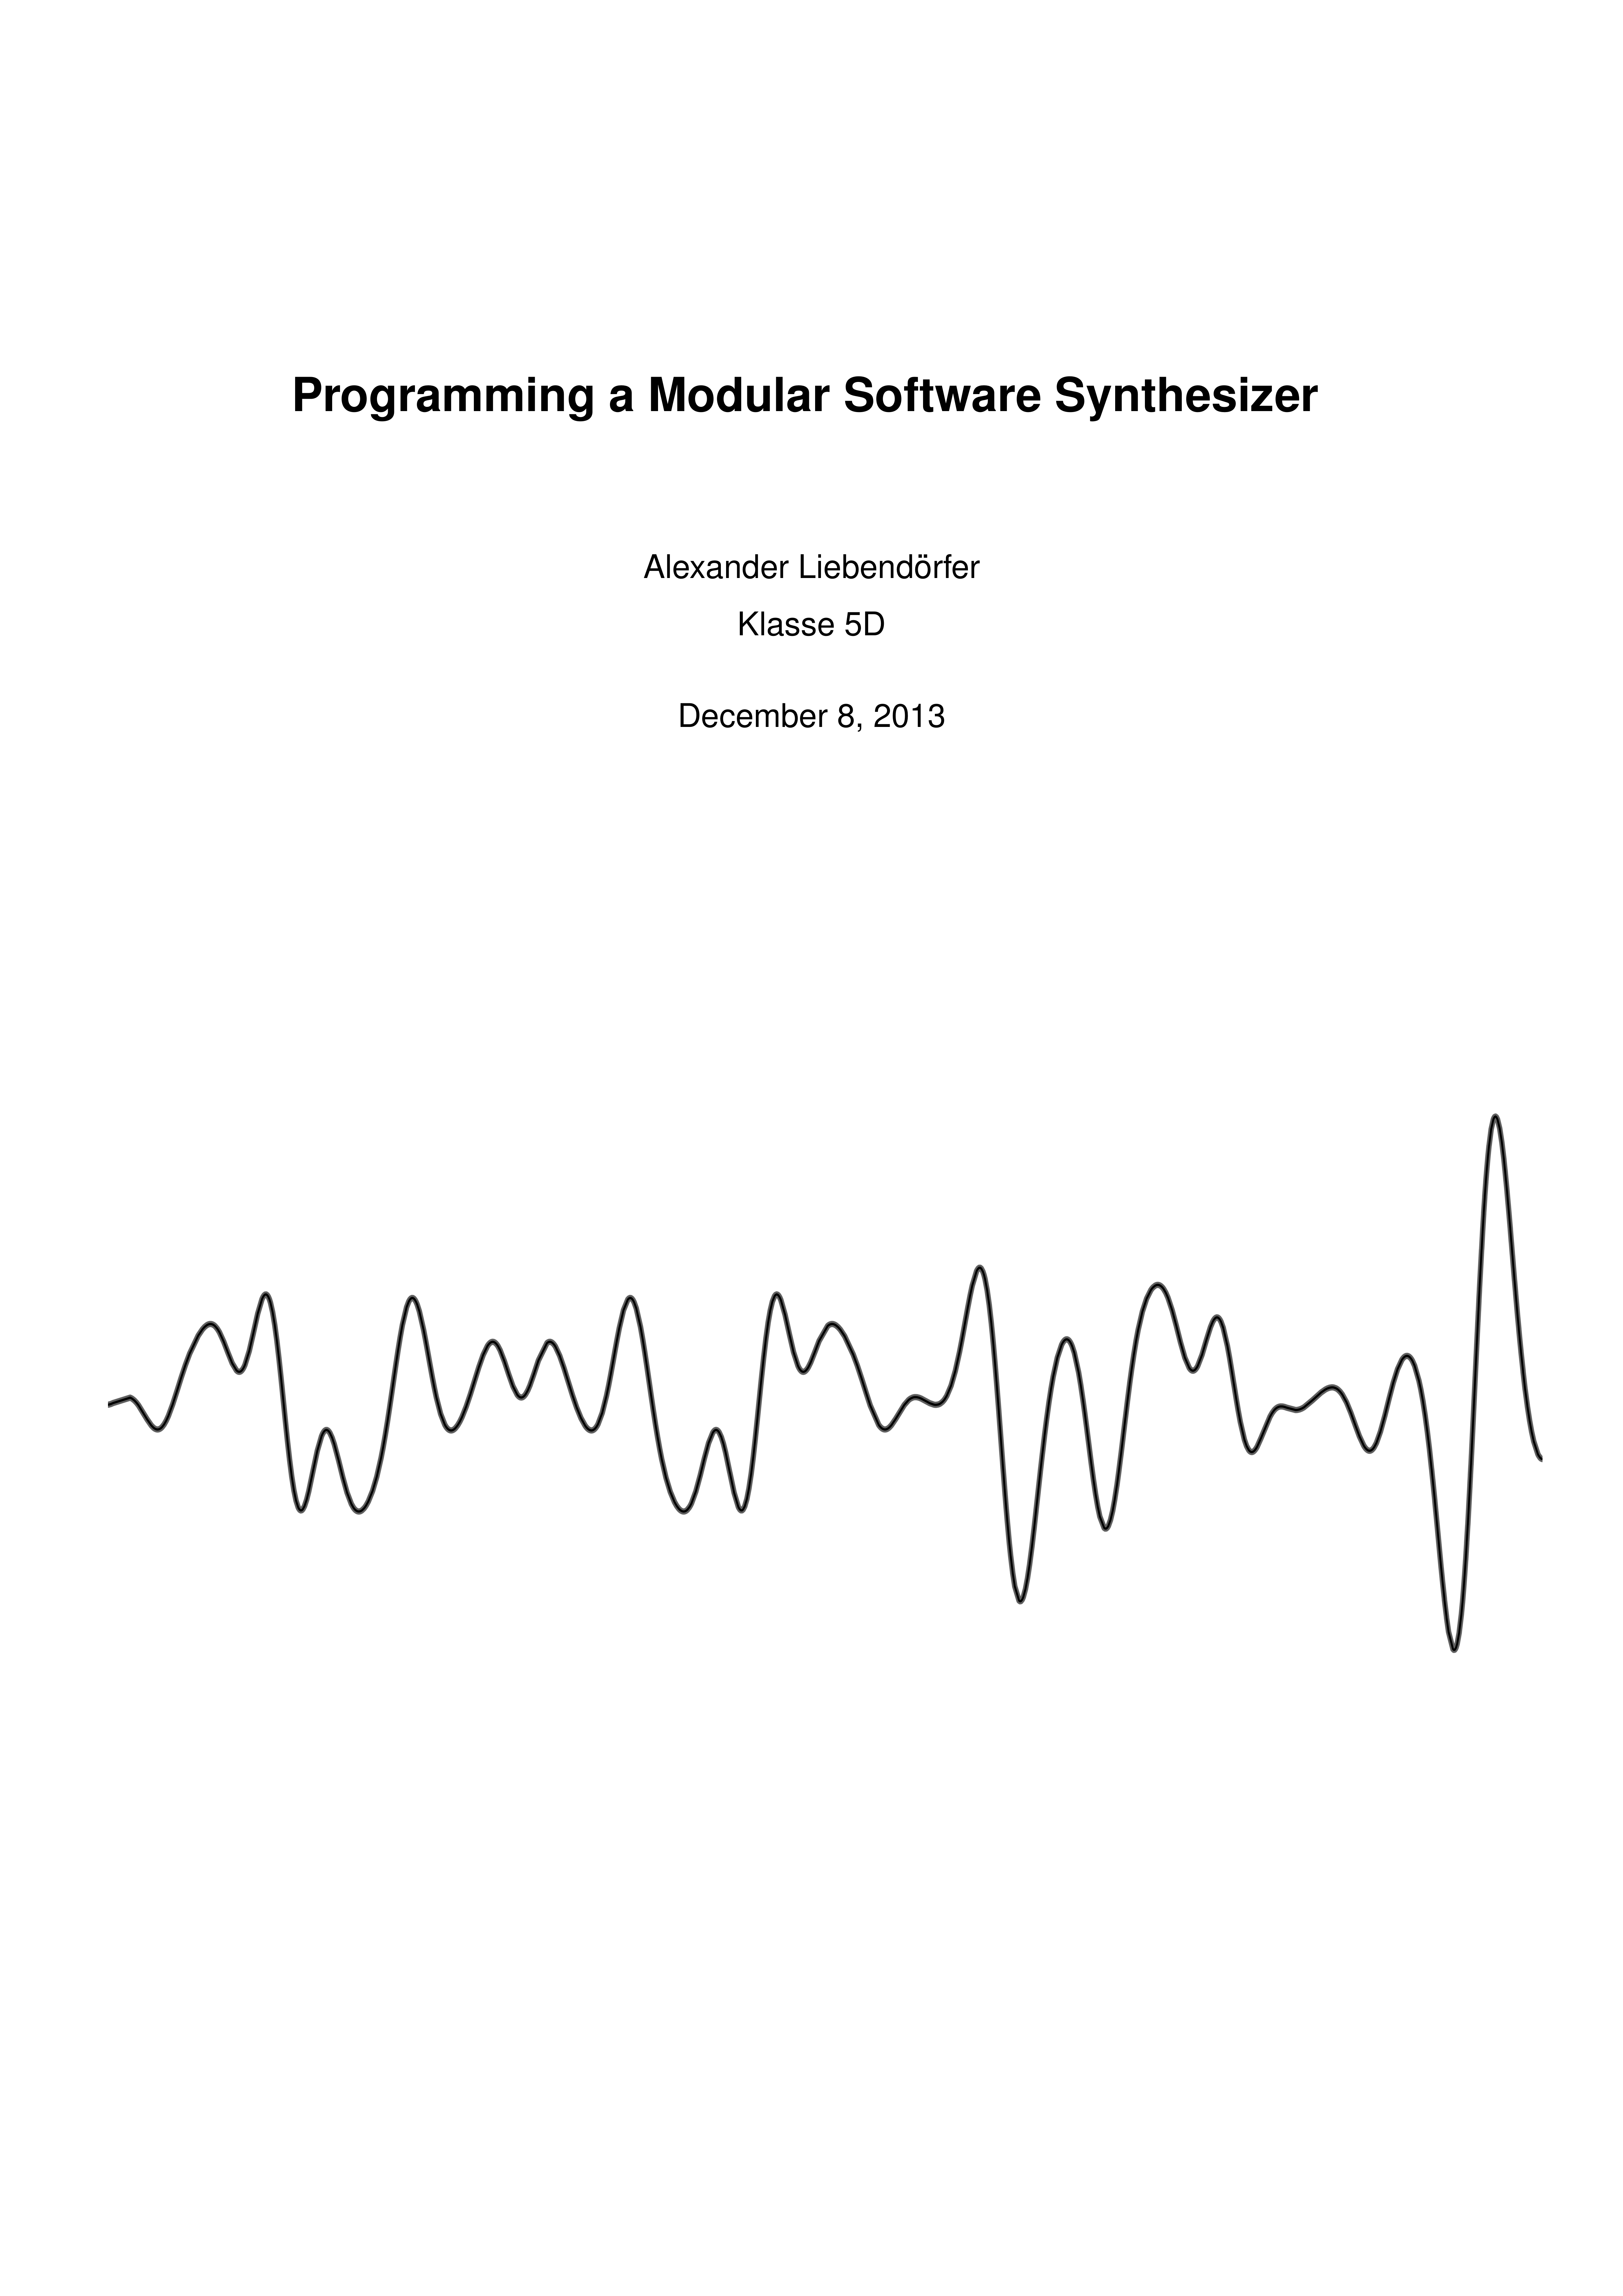 Programming a Modular Software Synthesizer
Alexander Liebendörfer
Klasse 5D
December 8, 2013